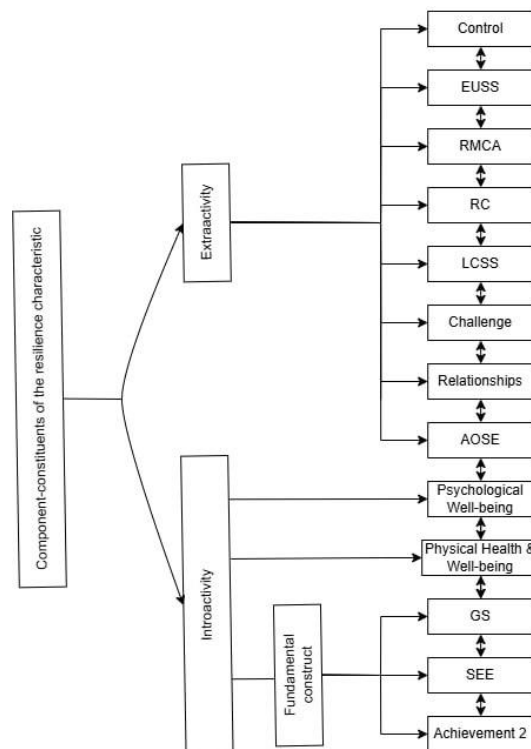 Component-constituents of the resilience characteristic
Extraactivity
Introactivity
Fundamental
construct
Control
EUSS
RMCA
RC
LCSS
Challenge
Relationships
AOSE
Psychological
Well-being
Physical Health &
Well-being
GS
SEE
Achievement 2